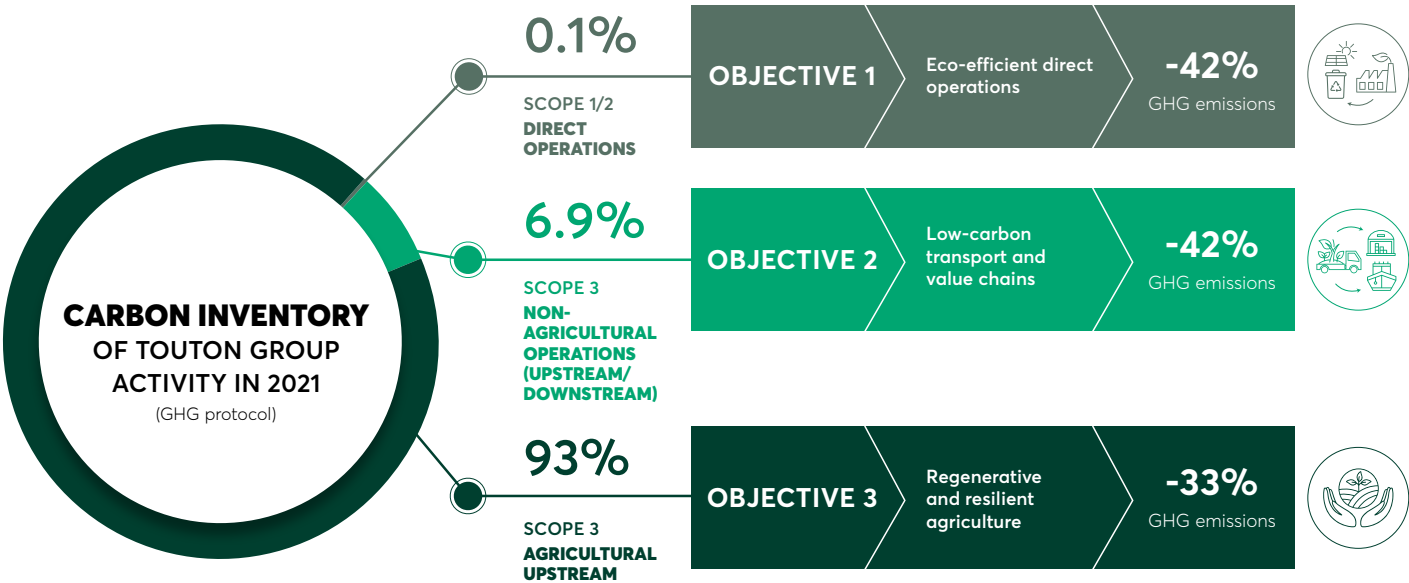 CARBON INVENTORY
OF TOUTON GROUP
ACTIVITY IN 2021
(GHG protocol)
0.1%
SCOPE 1/2
DIRECT
OPERATIONS
OBJECTIVE 1
Eco-efficient direct
operations
-42%
GHG emissions
6.9%
SCOPE 3
NON-
AGRICULTURAL
OPERATIONS
(UPSTREAM/
DOWNSTREAM)
OBJECTIVE 2
Low-carbon
transport and
value chains
-42%
GHG emissions
93%
SCOPE 3
AGRICULTURAL
UPSTREAM
OBJECTIVE 3
Regenerative
and resilient
agriculture
-33%
GHG emissions